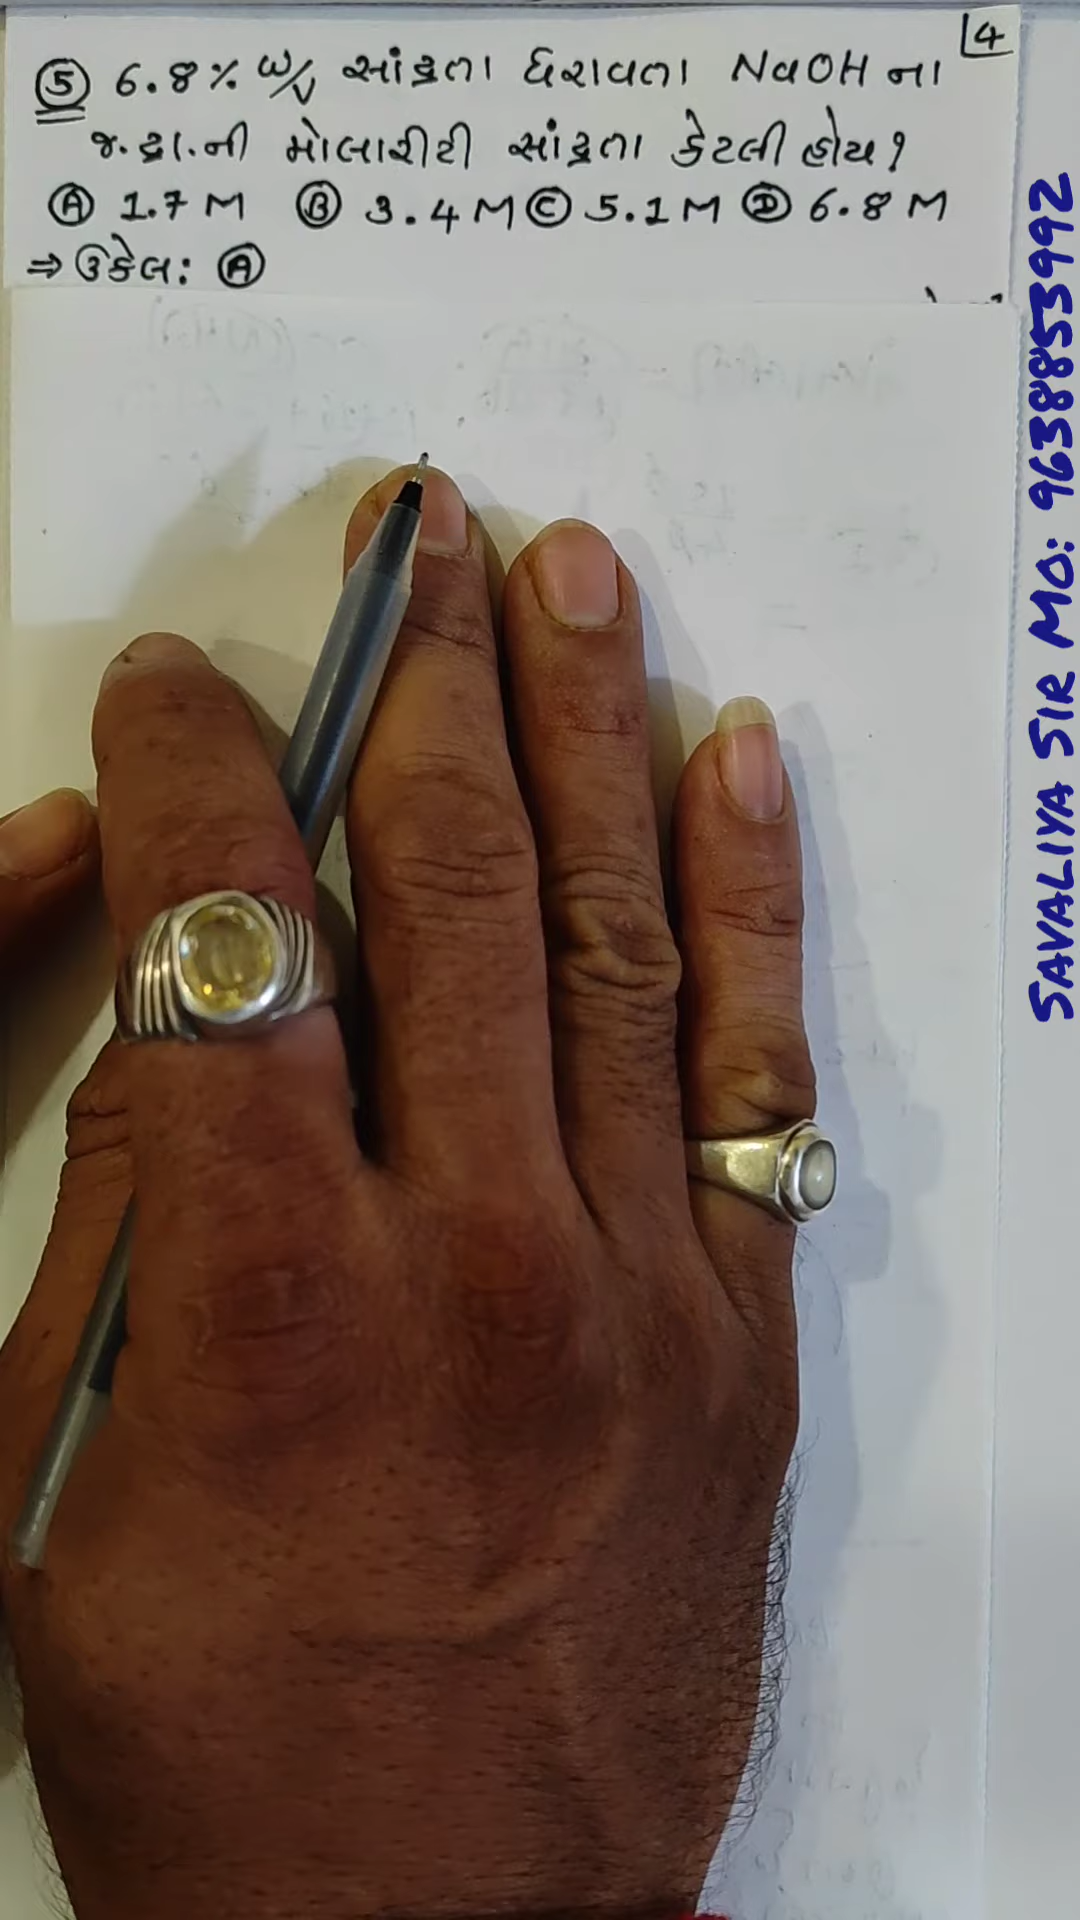 4
⑤ 6.8% w/v સાંદ્રતા ધરાવતા NaOH ના
જ.દ્રા.ની મોલારીટી સાંદ્રતા કેટલી હોય?
Ⓐ 1.7 M Ⓑ 3.4 M Ⓒ 5.1 M Ⓓ 6.8 M
⇒ ઉકેલ: Ⓐ
SAVALIYA SIR MO: 9638853992